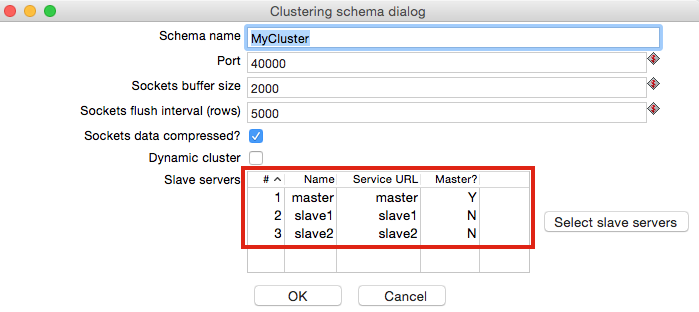 Clustering schema dialog
Schema name MyCluster
Port 40000
Sockets buffer size 2000
Sockets flush interval (rows) 5000
Sockets data compressed?
Dynamic cluster
Slave servers # Name Service URL Master?
1 master master Y
2 slave1 slave1 N
3 slave2 slave2 N
Select slave servers
OK Cancel